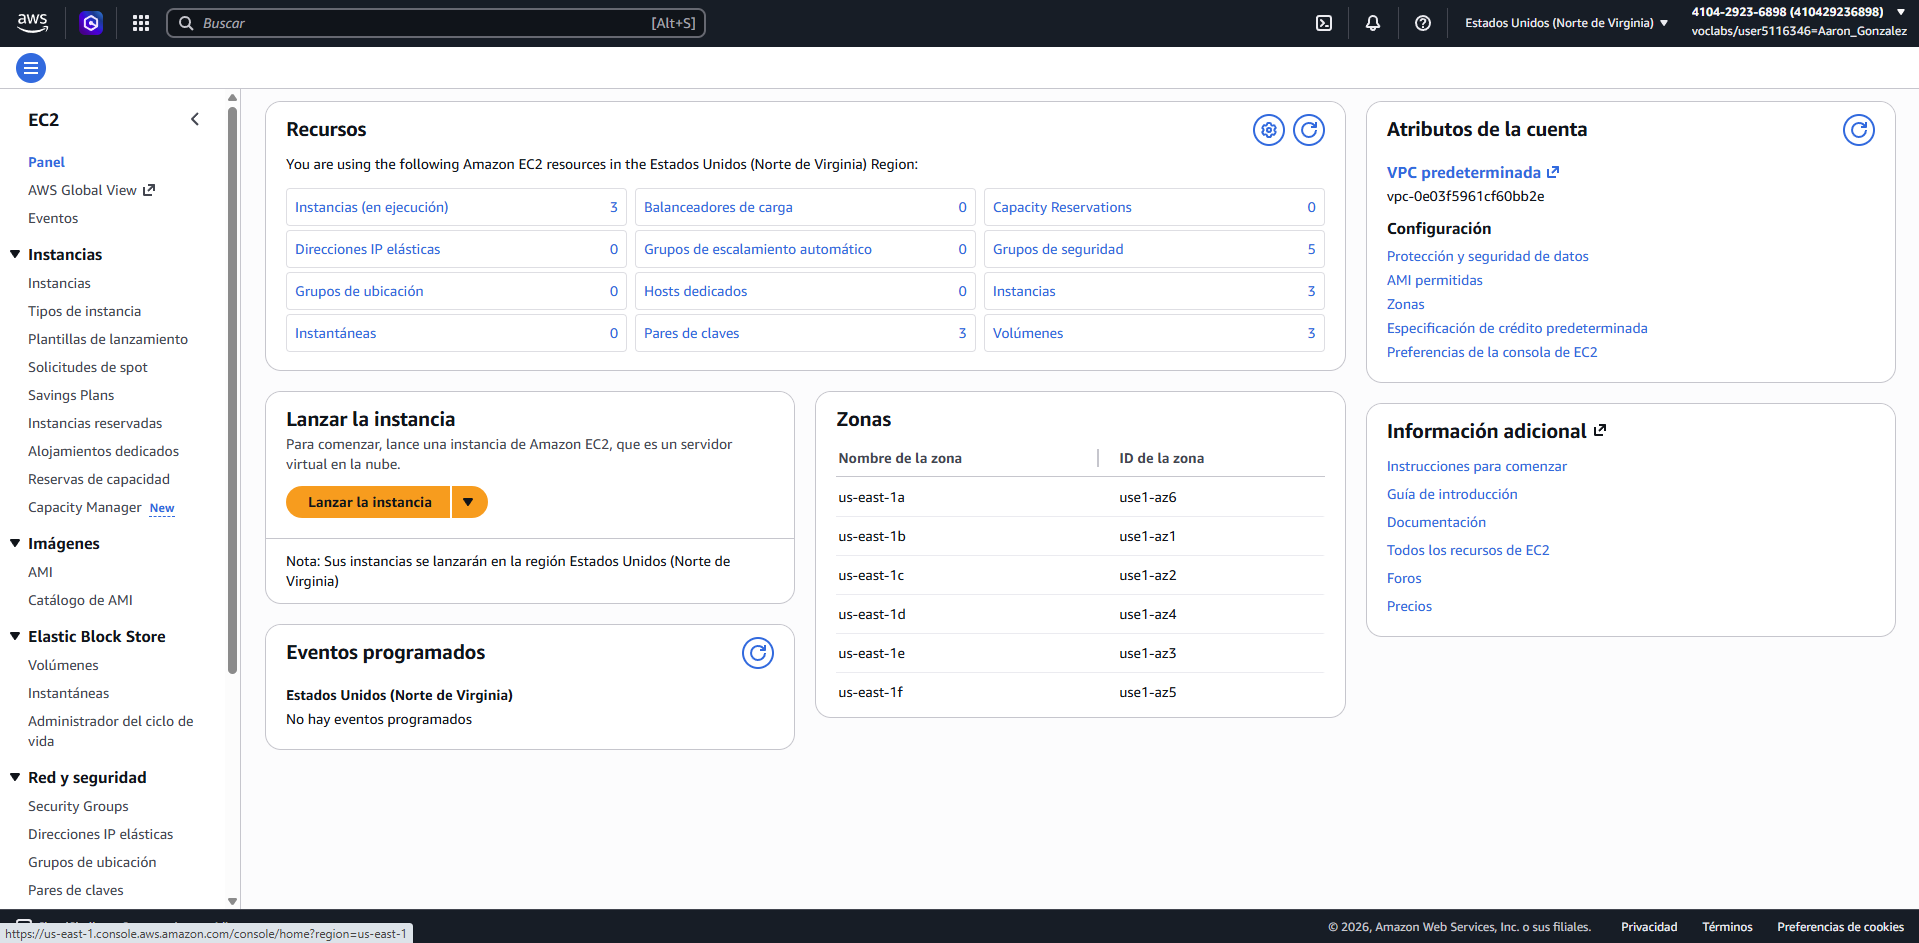 aws
Buscar
[Alt+S]
Estados Unidos (Norte de Virginia)
4104-2923-6898 (410429236898)
voclabs/user5116346=Aaron_Gonzalez
EC2
Panel
AWS Global View
Eventos
Instancias
Instancias
Tipos de instancia
Plantillas de lanzamiento
Solicitudes de spot
Savings Plans
Instancias reservadas
Alojamientos dedicados
Reservas de capacidad
Capacity Manager New
Imágenes
AMI
Catálogo de AMI
Elastic Block Store
Volúmenes
Instantáneas
Administrador del ciclo de
vida
Red y seguridad
Security Groups
Direcciones IP elásticas
Grupos de ubicación
Pares de claves
Recursos
You are using the following Amazon EC2 resources in the Estados Unidos (Norte de Virginia) Region:
Instancias (en ejecución) 3
Balanceadores de carga 0
Capacity Reservations 0
Direcciones IP elásticas 0
Grupos de escalamiento automático 0
Grupos de seguridad 5
Grupos de ubicación 0
Hosts dedicados 0
Instancias 3
Instantáneas 0
Pares de claves 3
Volúmenes 3
Lanzar la instancia
Para comenzar, lance una instancia de Amazon EC2, que es un servidor
virtual en la nube.
Lanzar la instancia
Nota: Sus instancias se lanzarán en la región Estados Unidos (Norte de
Virginia)
Eventos programados
Estados Unidos (Norte de Virginia)
No hay eventos programados
Zonas
Nombre de la zona ID de la zona
us-east-1a use1-az6
us-east-1b use1-az1
us-east-1c use1-az2
us-east-1d use1-az4
us-east-1e use1-az3
us-east-1f use1-az5
Atributos de la cuenta
VPC predeterminada
vpc-0e03f5961cf60bb2e
Configuración
Protección y seguridad de datos
AMI permitidas
Zonas
Especificación de crédito predeterminada
Preferencias de la consola de EC2
Información adicional
Instrucciones para comenzar
Guía de introducción
Documentación
Todos los recursos de EC2
Foros
Precios
https://us-east-1.console.aws.amazon.com/console/home?region=us-east-1
© 2026, Amazon Web Services, Inc. o sus filiales.
Privacidad
Términos
Preferencias de cookies